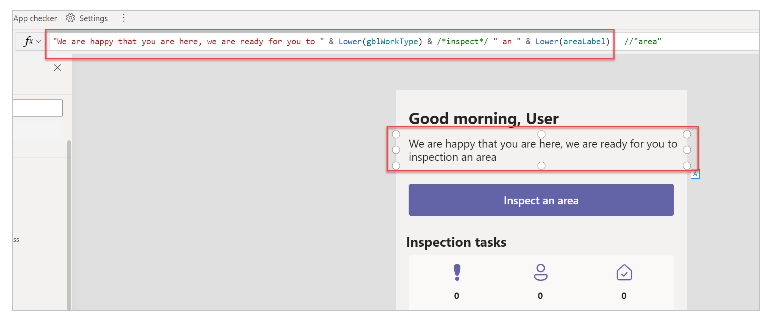 App checker Settings
fx "We are happy that you are here, we are ready for you to " & Lower(gblWorkType) & /*inspect*/ " an " & Lower(areaLabel) //"area"
Good morning, User
We are happy that you are here, we are ready for you to
inspection an area
A
Inspect an area
Inspection tasks
ss
0 0 0